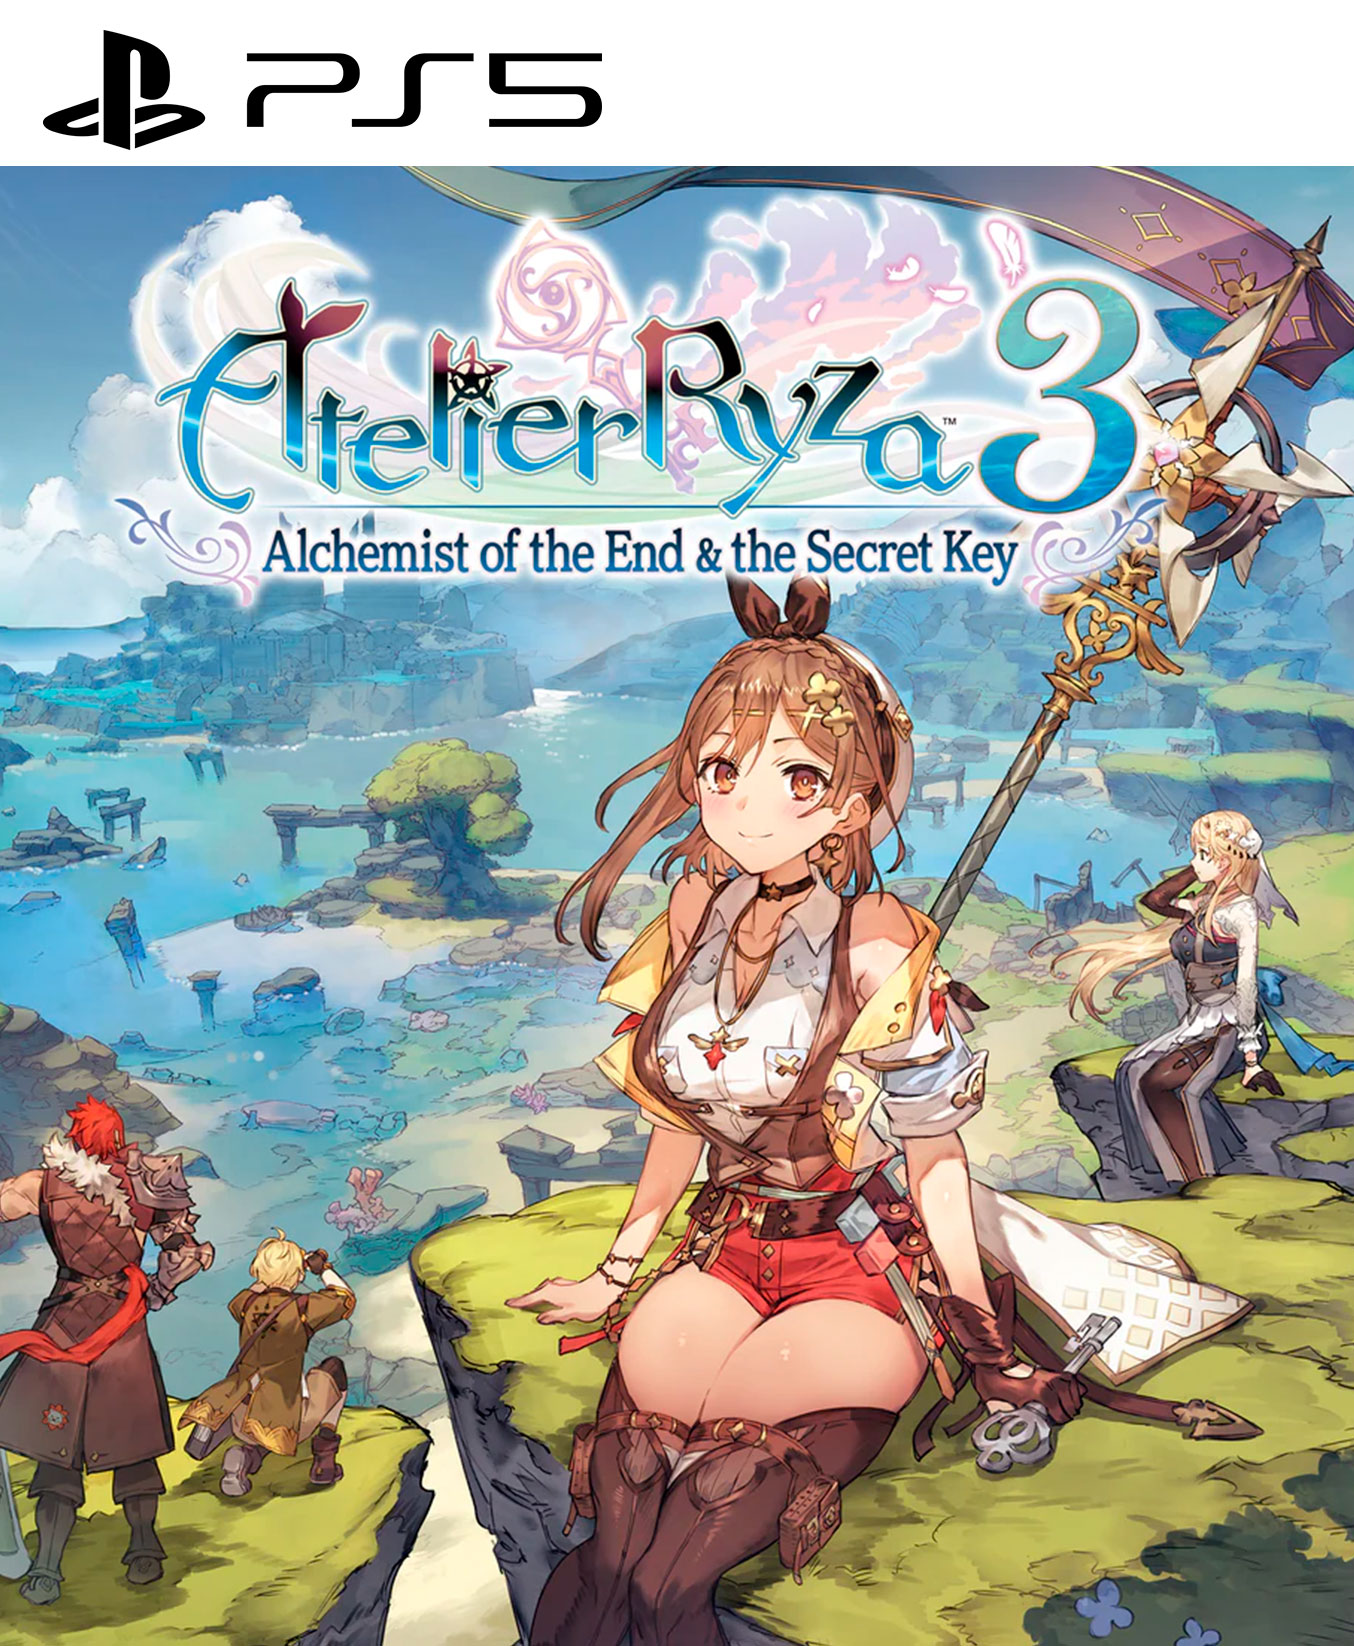 PS5
Atelier Ryza™ 3
Alchemist of the End & the Secret Key